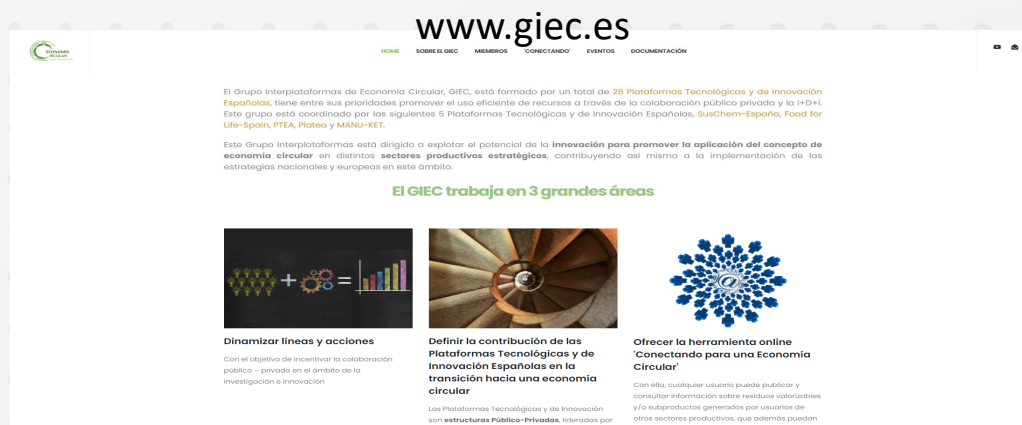 www.giec.es
ECONOMÍA
CIRCULAR
HOME SOBRE EL GIEC MIEMBROS 'CONECTANDO' EVENTOS DOCUMENTACIÓN
El Grupo Interplataformas de Economía Circular, GIEC, está formado por un total de 28 Plataformas Tecnológicas y de Innovación
Españolas, tiene entre sus prioridades promover el uso eficiente de recursos a través de la colaboración público privada y la I+D+i.
Este grupo está coordinado por las siguientes 5 Plataformas Tecnológicas y de Innovación Españolas, SusChem-España, Food for
Life-Spain, PTEA, Platea y MANU-KET.
Este Grupo Interplataformas está dirigido a explotar el potencial de la innovación para promover la aplicación del concepto de
economía circular en distintos sectores productivos estratégicos, contribuyendo así mismo a la implementación de las
estrategias nacionales y europeas en este ámbito.
El GIEC trabaja en 3 grandes áreas
Dinamizar líneas y acciones
Con el objetivo de incentivar la colaboración
público – privada en el ámbito de la
investigación e innovación
Definir la contribución de las
Plataformas Tecnológicas y de
Innovación Españolas en la
transición hacia una economía
circular
Las Plataformas Tecnológicas y de Innovación
son estructuras Público-Privadas, lideradas por
Ofrecer la herramienta online
'Conectando para una Economía
Circular'
Con ella, cualquier usuario puede publicar y
consultar información sobre residuos valorizables
y/o subproductos generados por usuarios de
otros sectores productivos, que además puedan